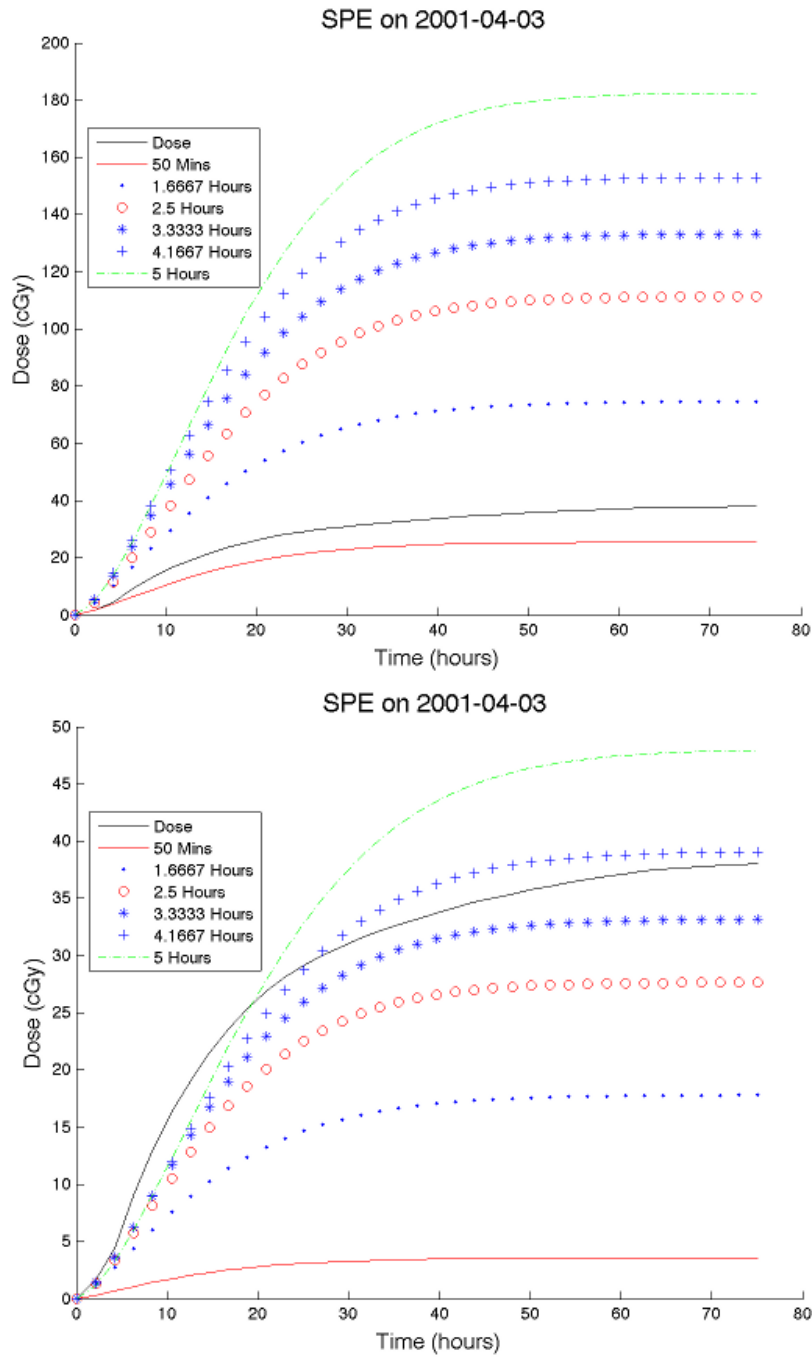 SPE on 2001-04-03
200
180
160
140
120
100
80
60
40
20
0
Dose (cGy)
Dose
50 Mins
1.6667 Hours
2.5 Hours
3.3333 Hours
4.1667 Hours
5 Hours
0 10 20 30 40 50 60 70 80
Time (hours)
SPE on 2001-04-03
50
45
40
35
30
25
20
15
10
5
0
Dose (cGy)
Dose
50 Mins
1.6667 Hours
2.5 Hours
3.3333 Hours
4.1667 Hours
5 Hours
0 10 20 30 40 50 60 70 80
Time (hours)